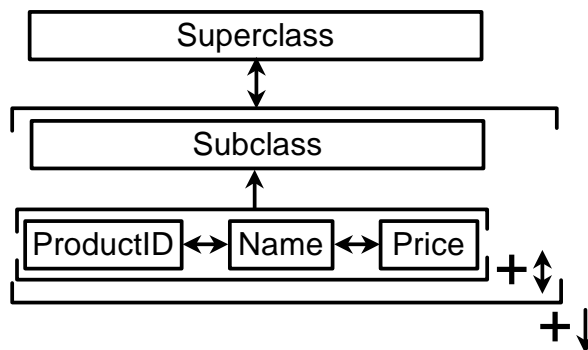 Superclass
Subclass
ProductID Name Price
+
+